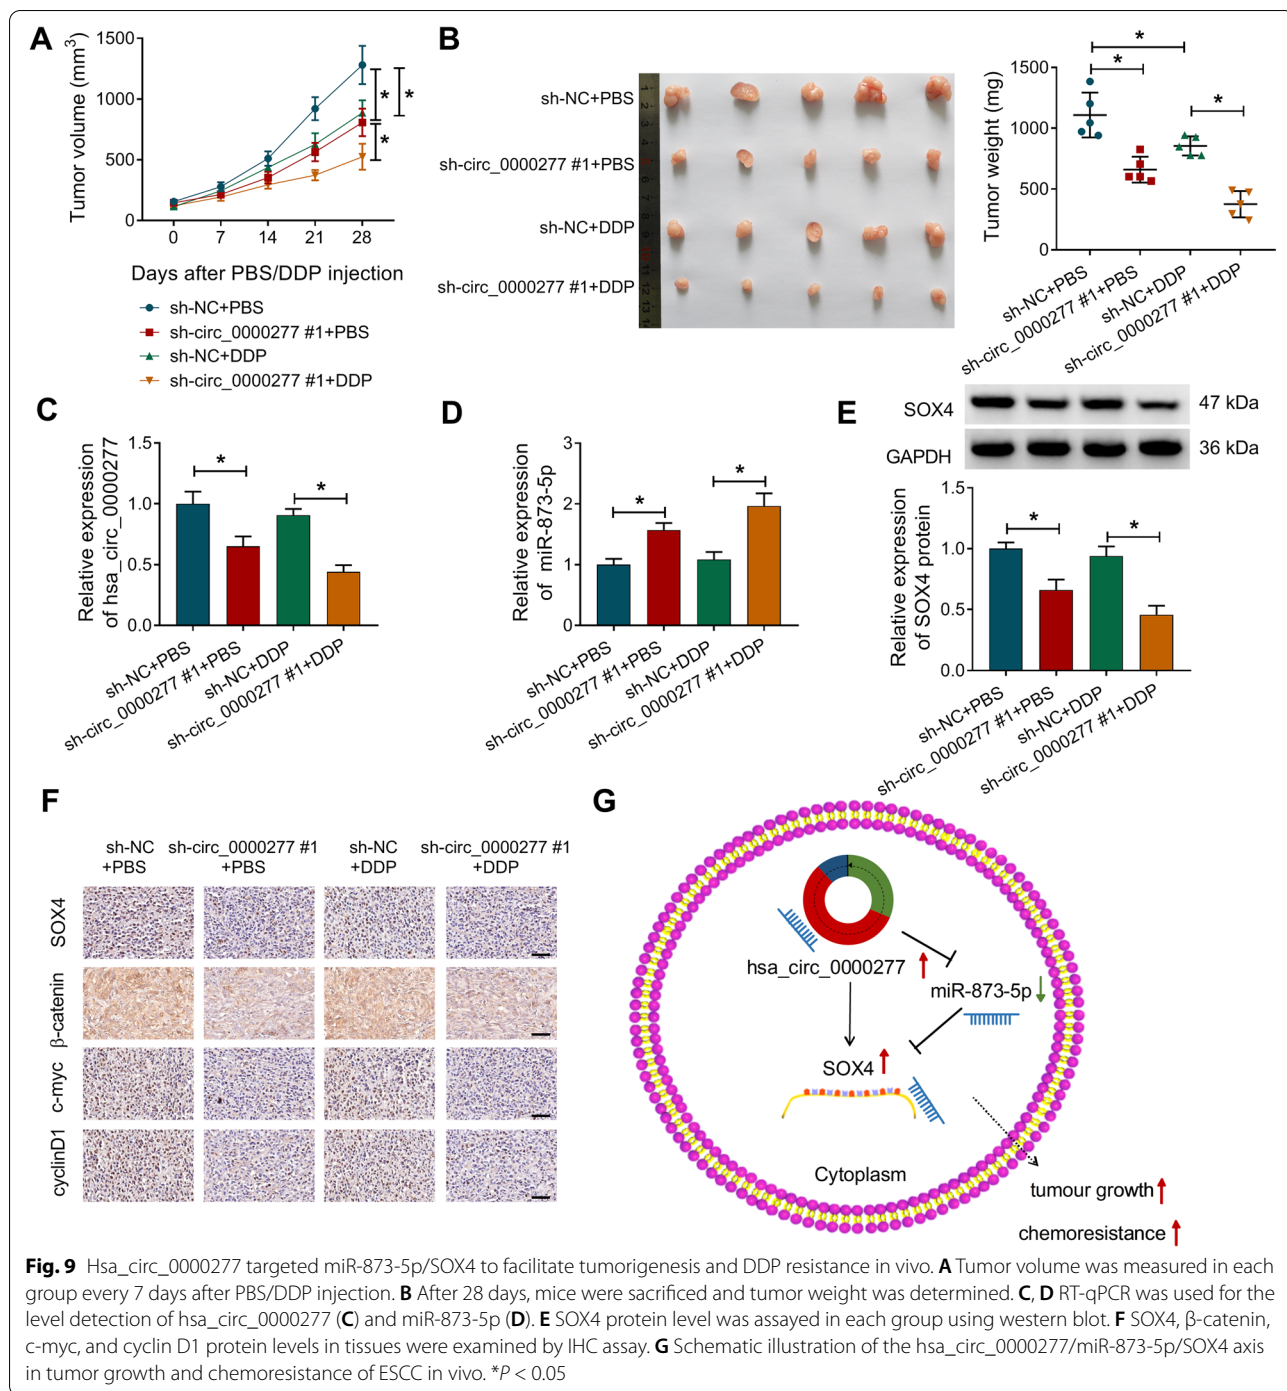 A
Tumor volume (mm³)
1500
1000
500
0
0 7 14 21 28
* * *
Days after PBS/DDP injection
sh-NC+PBS
sh-circ_0000277 #1+PBS
sh-NC+DDP
sh-circ_0000277 #1+DDP
B
sh-NC+PBS
sh-circ_0000277 #1+PBS
sh-NC+DDP
sh-circ_0000277 #1+DDP
Tumor weight (mg)
1500
1000
500
0
* * *
sh-NC+PBS
sh-circ_0000277 #1+PBS
sh-NC+DDP
sh-circ_0000277 #1+DDP
C
Relative expression
of hsa_circ_0000277
1.5
1.0
0.5
0.0
* *
sh-NC+PBS
sh-circ_0000277 #1+PBS
sh-NC+DDP
sh-circ_0000277 #1+DDP
D
Relative expression
of miR-873-5p
3
2
1
0
* *
sh-NC+PBS
sh-circ_0000277 #1+PBS
sh-NC+DDP
sh-circ_0000277 #1+DDP
E
SOX4 47 kDa
GAPDH 36 kDa
Relative expression
of SOX4 protein
1.5
1.0
0.5
0.0
* *
sh-NC+PBS
sh-circ_0000277 #1+PBS
sh-NC+DDP
sh-circ_0000277 #1+DDP
F
sh-NC
+PBS
sh-circ_0000277 #1
+PBS
sh-NC
+DDP
sh-circ_0000277 #1
+DDP
SOX4
β-catenin
c-myc
cyclinD1
G
hsa_circ_0000277
miR-873-5p
SOX4
Cytoplasm
tumour growth
chemoresistance
Fig. 9 Hsa_circ_0000277 targeted miR-873-5p/SOX4 to facilitate tumorigenesis and DDP resistance in vivo. A Tumor volume was measured in each
group every 7 days after PBS/DDP injection. B After 28 days, mice were sacrificed and tumor weight was determined. C, D RT-qPCR was used for the
level detection of hsa_circ_0000277 (C) and miR-873-5p (D). E SOX4 protein level was assayed in each group using western blot. F SOX4, β-catenin,
c-myc, and cyclin D1 protein levels in tissues were examined by IHC assay. G Schematic illustration of the hsa_circ_0000277/miR-873-5p/SOX4 axis
in tumor growth and chemoresistance of ESCC in vivo. *P < 0.05